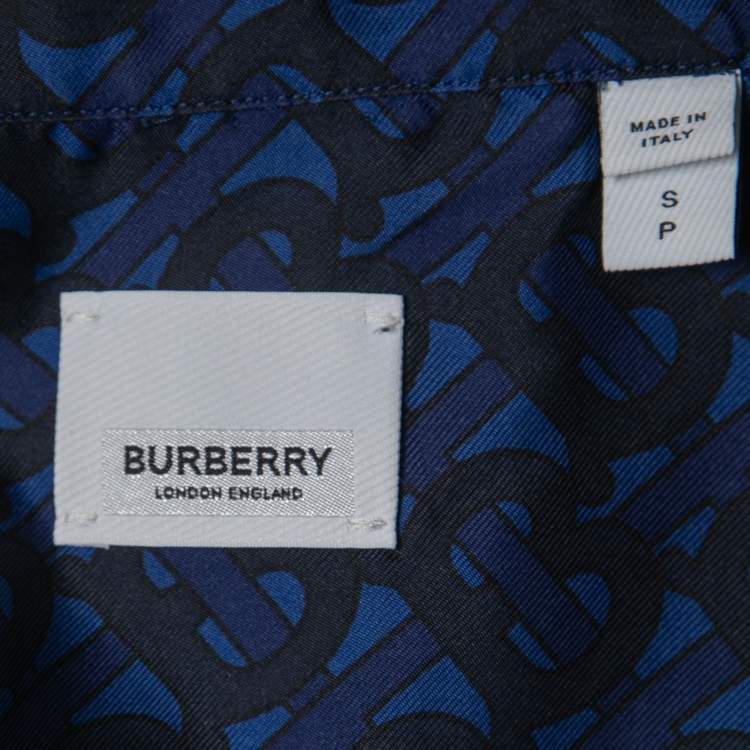 MADE IN
ITALY
S
P
BURBERRY
LONDON ENGLAND